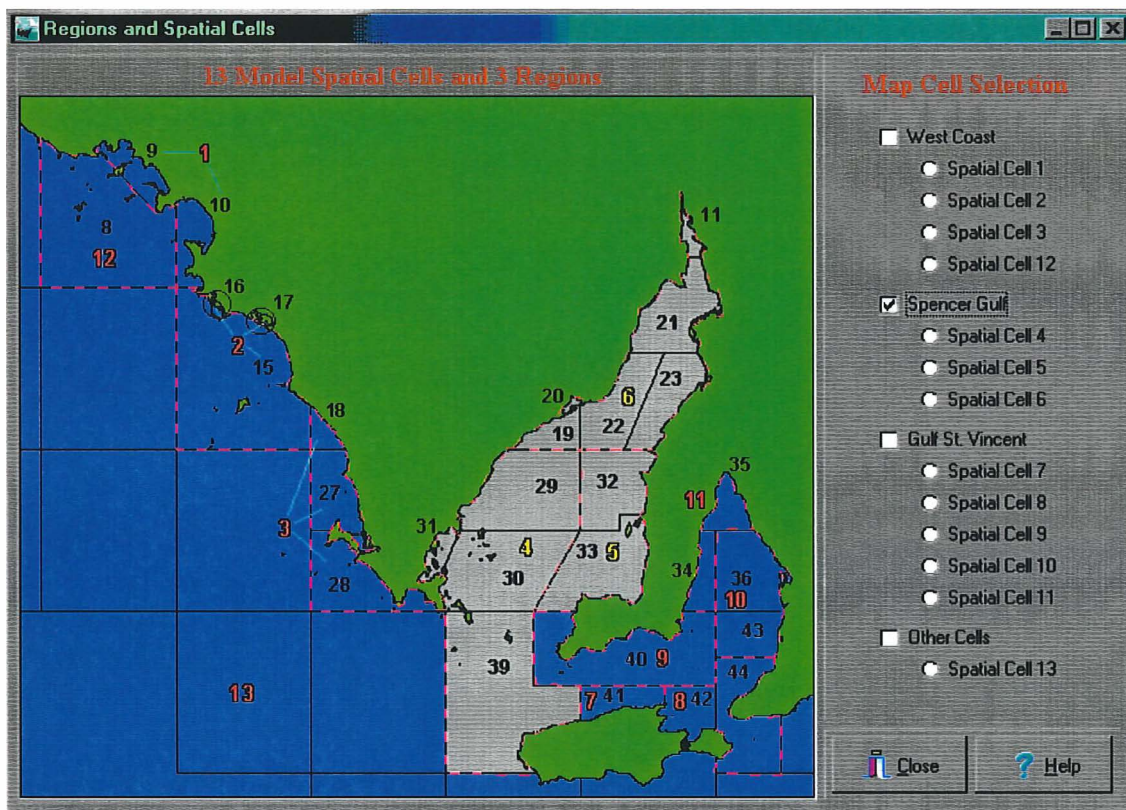 Regions and Spatial Cells
13 Model Spatial Cells and 3 Regions
9 1
10
8
12
11
16
17
2
15
21
23
6
20
18
19 22
29 32
35
27
11
31
3
4
33 5
34
28
30
36
10
43
4
39
40 9
44
13
7 41
8 42
Map Cell Selection
West Coast
Spatial Cell 1
Spatial Cell 2
Spatial Cell 3
Spatial Cell 12
Spencer Gulf
Spatial Cell 4
Spatial Cell 5
Spatial Cell 6
Gulf St. Vincent
Spatial Cell 7
Spatial Cell 8
Spatial Cell 9
Spatial Cell 10
Spatial Cell 11
Other Cells
Spatial Cell 13
Close
? Help